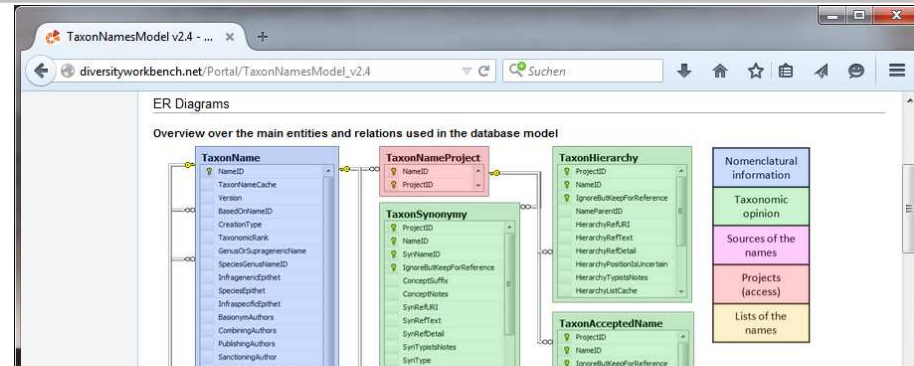 TaxonNamesModel v2.4 - ...
diversityworkbench.net/Portal/TaxonNamesModel_v2.4
Suchen
ER Diagrams
Overview over the main entities and relations used in the database model
TaxonName
NameID
TaxonNameCache
Version
BasedOnNameID
CreationType
TaxonomicRank
GenusOrSupragenericName
SpeciesGenusNameID
InfragenericEpithet
SpeciesEpithet
InfraspecificEpithet
BasionymAuthors
CombiningAuthors
PublishingAuthors
SanctioningAuthor
TaxonNameProject
NameID
ProjectID
TaxonSynonymy
ProjectID
NameID
SynNameID
IgnoreButKeepForReference
ConceptSuffix
ConceptNotes
SynRefURI
SynRefText
SynRefDetail
SynTypistsNotes
SynType
TaxonHierarchy
ProjectID
NameID
IgnoreButKeepForReference
NameParentID
HierarchyRefURI
HierarchyRefText
HierarchyRefDetail
HierarchyPositionIsUncertain
HierarchyTypistsNotes
HierarchyListCache
TaxonAcceptedName
ProjectID
NameID
IgnoreButKeepForReference
Nomenclatural
information
Taxonomic
opinion
Sources of the
names
Projects
(access)
Lists of the
names